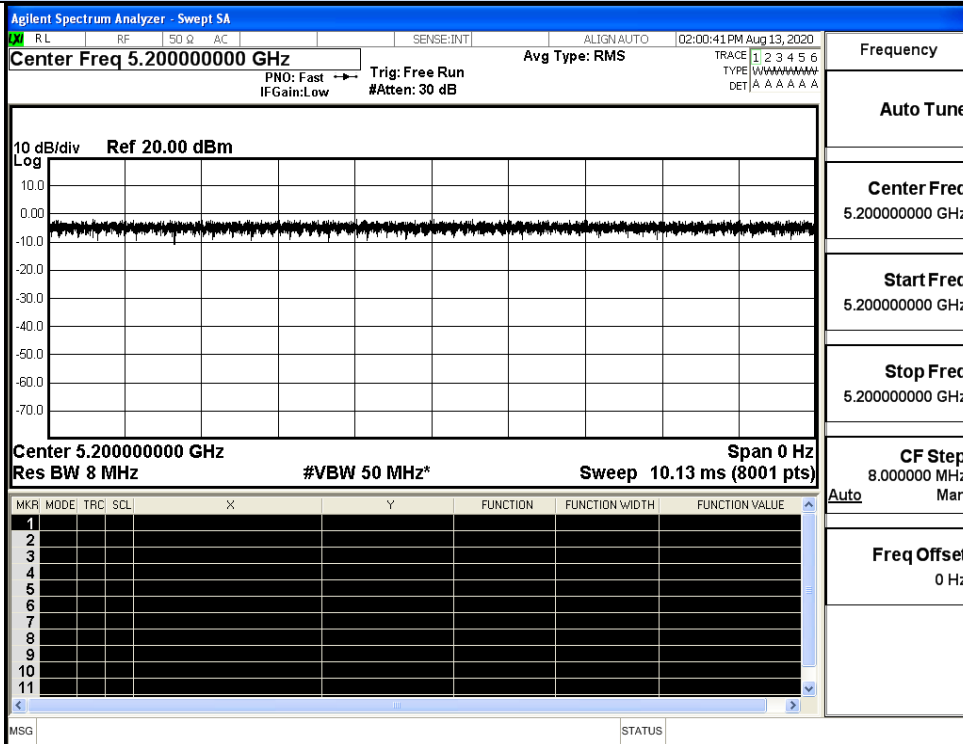 Agilent Spectrum Analyzer - Swept SA
LXI RL RF 50 Ω AC SENSE:INT ALIGN AUTO 02:00:41 PM Aug 13, 2020
Center Freq 5.200000000 GHz
PNO: Fast
IFGain:Low
Trig: Free Run
#Atten: 30 dB
Avg Type: RMS
TRACE 1 2 3 4 5 6
TYPE
DET A A A A A A
10 dB/div Ref 20.00 dBm
Log
10.0
0.00
-10.0
-20.0
-30.0
-40.0
-50.0
-60.0
-70.0
Center 5.200000000 GHz Span 0 Hz
Res BW 8 MHz #VBW 50 MHz* Sweep 10.13 ms (8001 pts)
MKR MODE TRC SCL X Y FUNCTION FUNCTION WIDTH FUNCTION VALUE
1
2
3
4
5
6
7
8
9
10
11
MSG STATUS
Frequency
Auto Tune
Center Freq
5.200000000 GHz
Start Freq
5.200000000 GHz
Stop Freq
5.200000000 GHz
CF Step
8.000000 MHz
Auto Man
Freq Offset
0 Hz